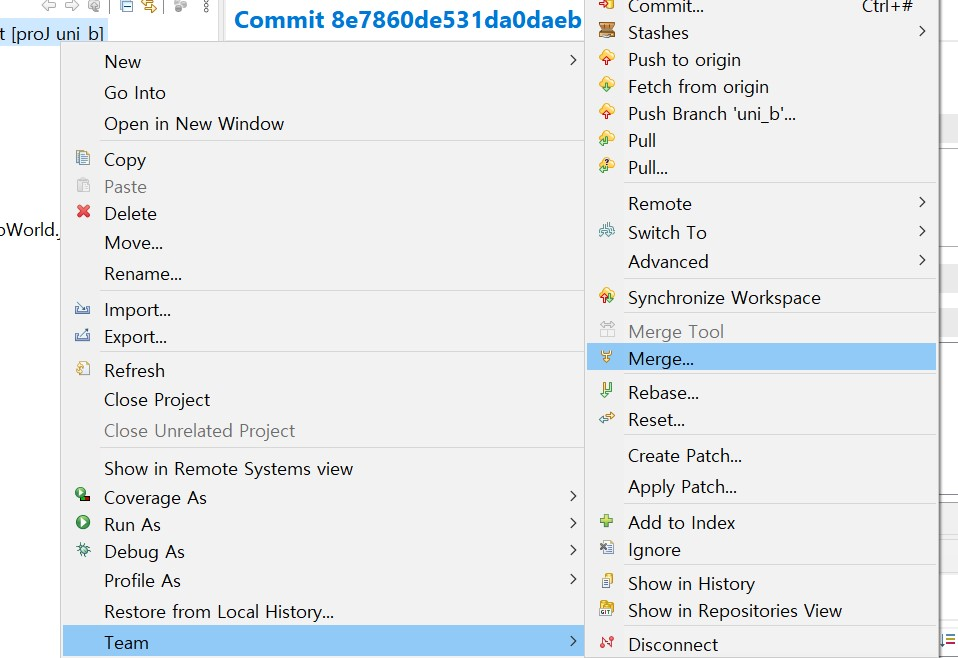 Commit 8e7860de531da0daeb
t [proJ uni_b]
oWorld.
New
Go Into
Open in New Window
Copy
Paste
Delete
Move...
Rename...
Import...
Export...
Refresh
Close Project
Close Unrelated Project
Show in Remote Systems view
Coverage As
Run As
Debug As
Profile As
Restore from Local History...
Team
Commit... Ctrl+#
Stashes
Push to origin
Fetch from origin
Push Branch 'uni_b'...
Pull
Pull...
Remote
Switch To
Advanced
Synchronize Workspace
Merge Tool
Merge...
Rebase...
Reset...
Create Patch...
Apply Patch...
Add to Index
Ignore
Show in History
Show in Repositories View
Disconnect